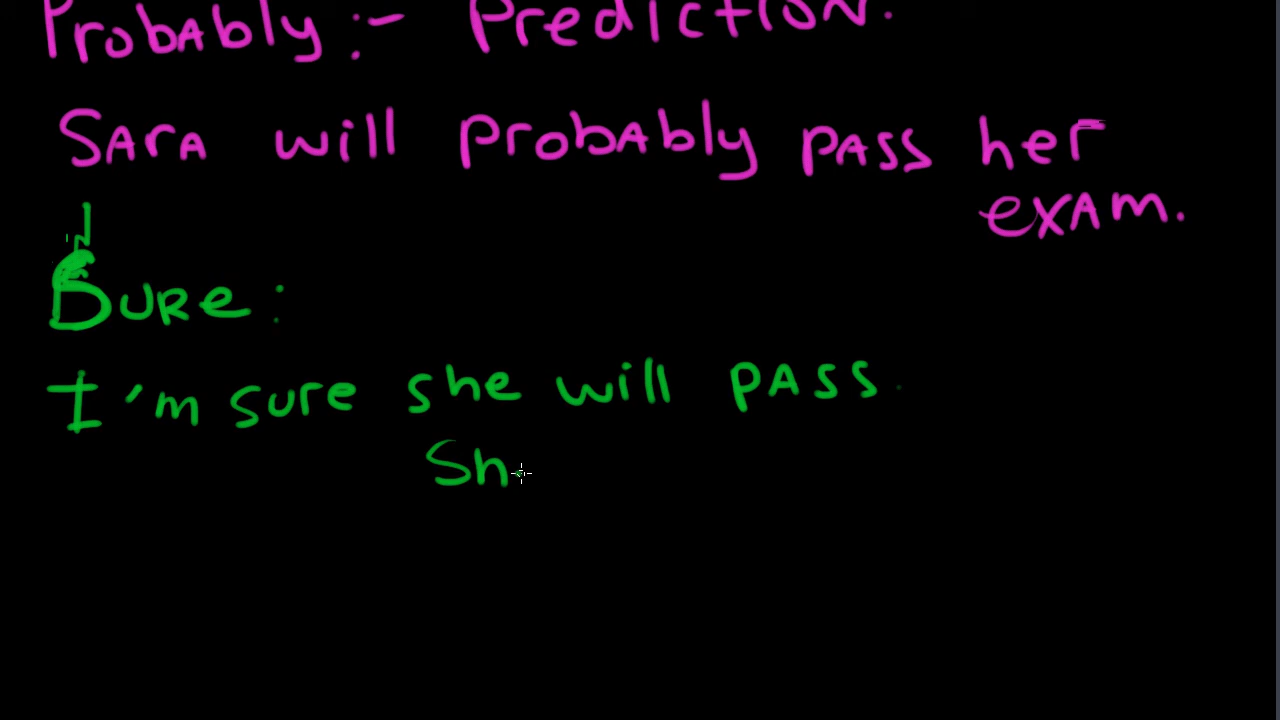 Probably:- Prediction.
Sara will probably pass her
exam.
Sure:
I'm sure she will pass.
Sh